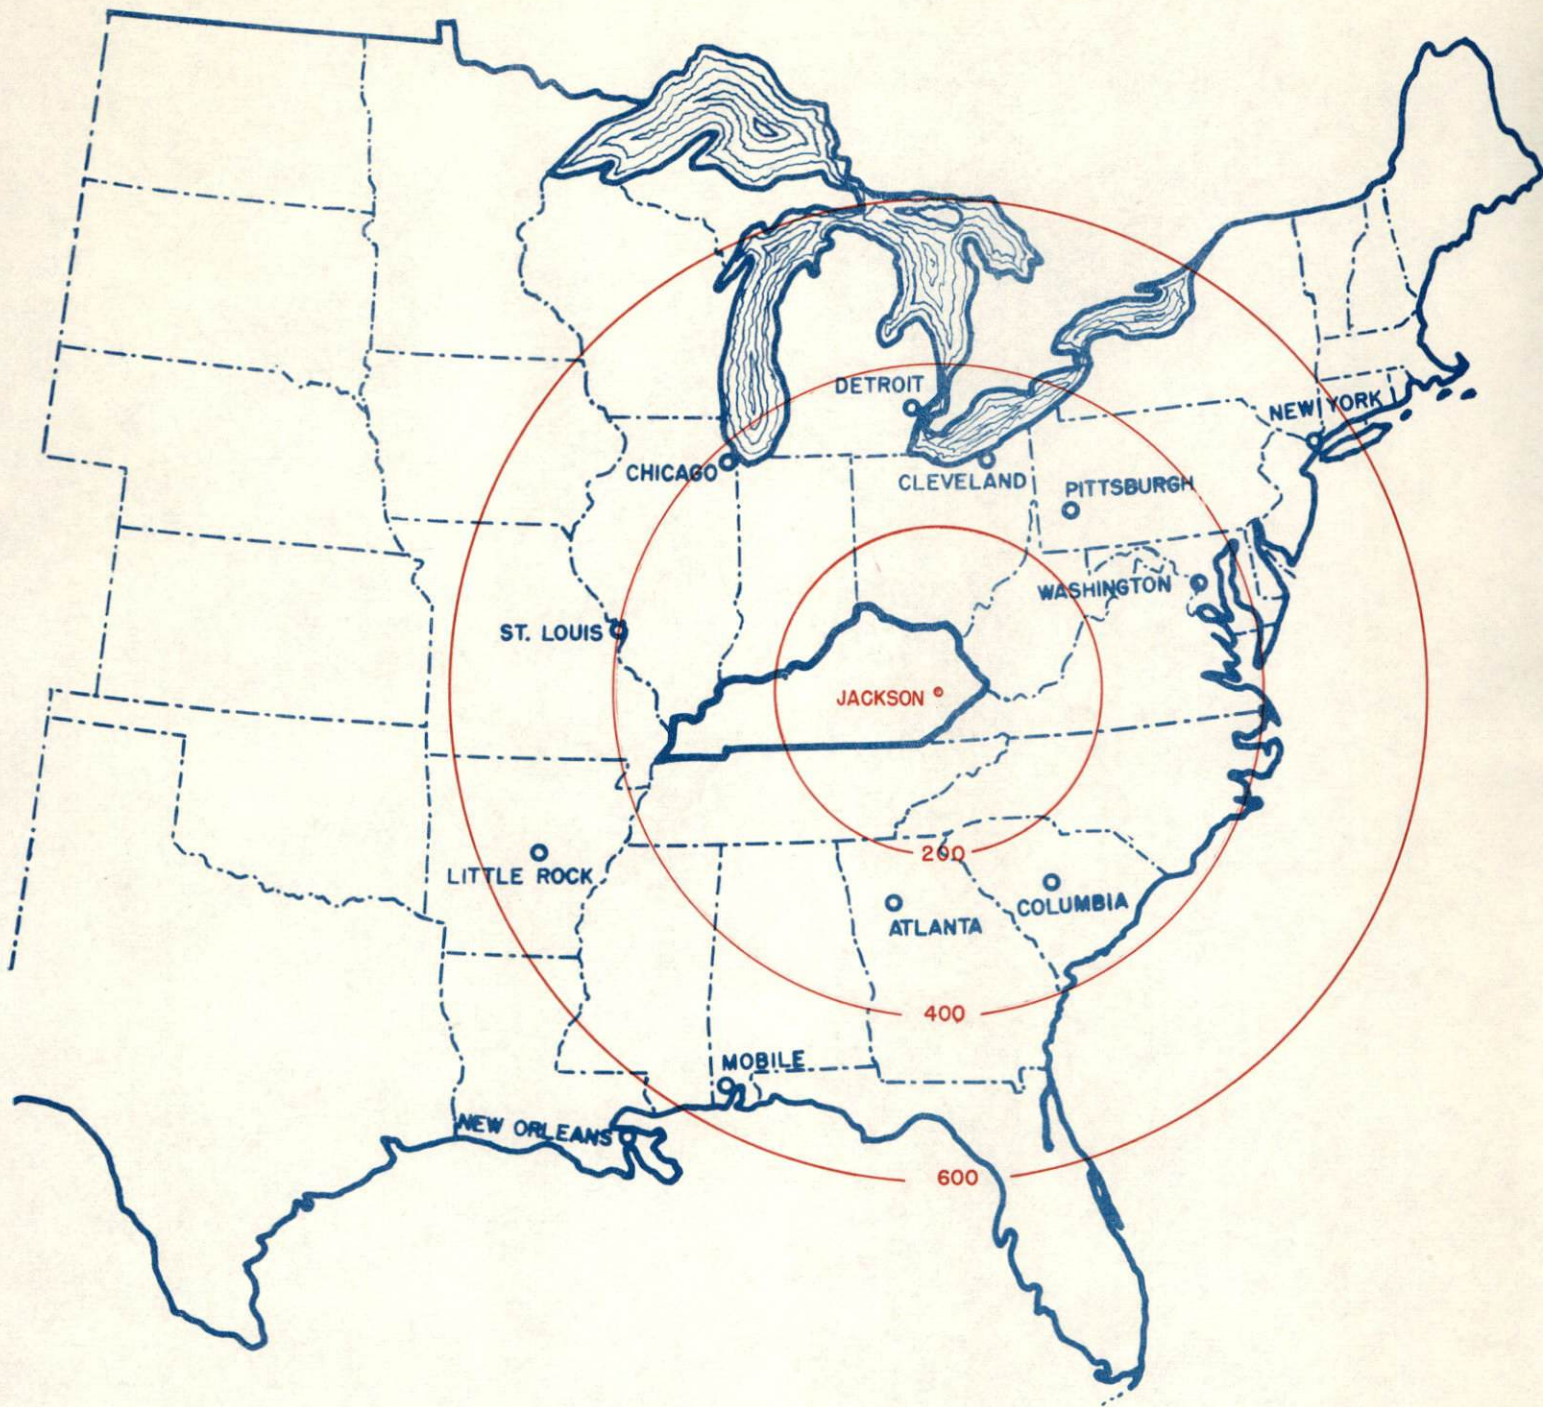 DETROIT
NEW YORK
CHICAGO
CLEVELAND
PITTSBURGH
WASHINGTON
ST. LOUIS
JACKSON
200
LITTLE ROCK
COLUMBIA
ATLANTA
400
MOBILE
NEW ORLEANS
600